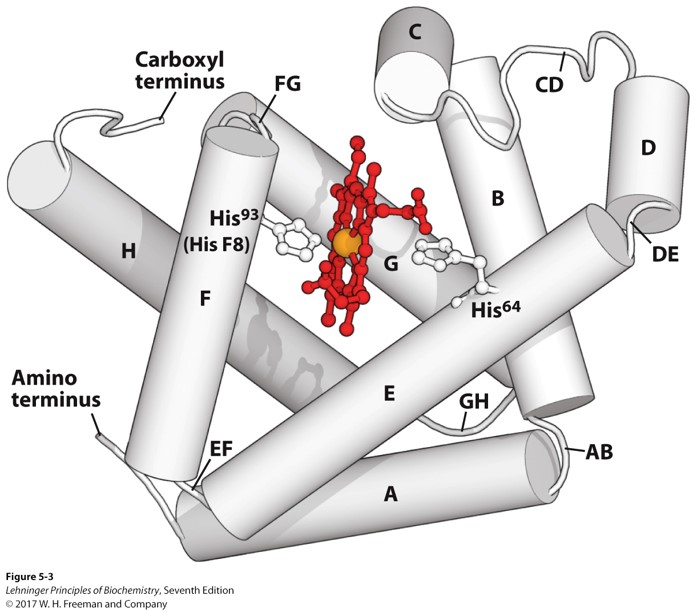 C
Carboxyl
terminus
FG
CD
D
B
His⁹³
(His F8)
H
G
DE
F
His⁶⁴
Amino
terminus
E
GH
EF
AB
A
Figure 5-3
Lehninger Principles of Biochemistry, Seventh Edition
© 2017 W. H. Freeman and Company